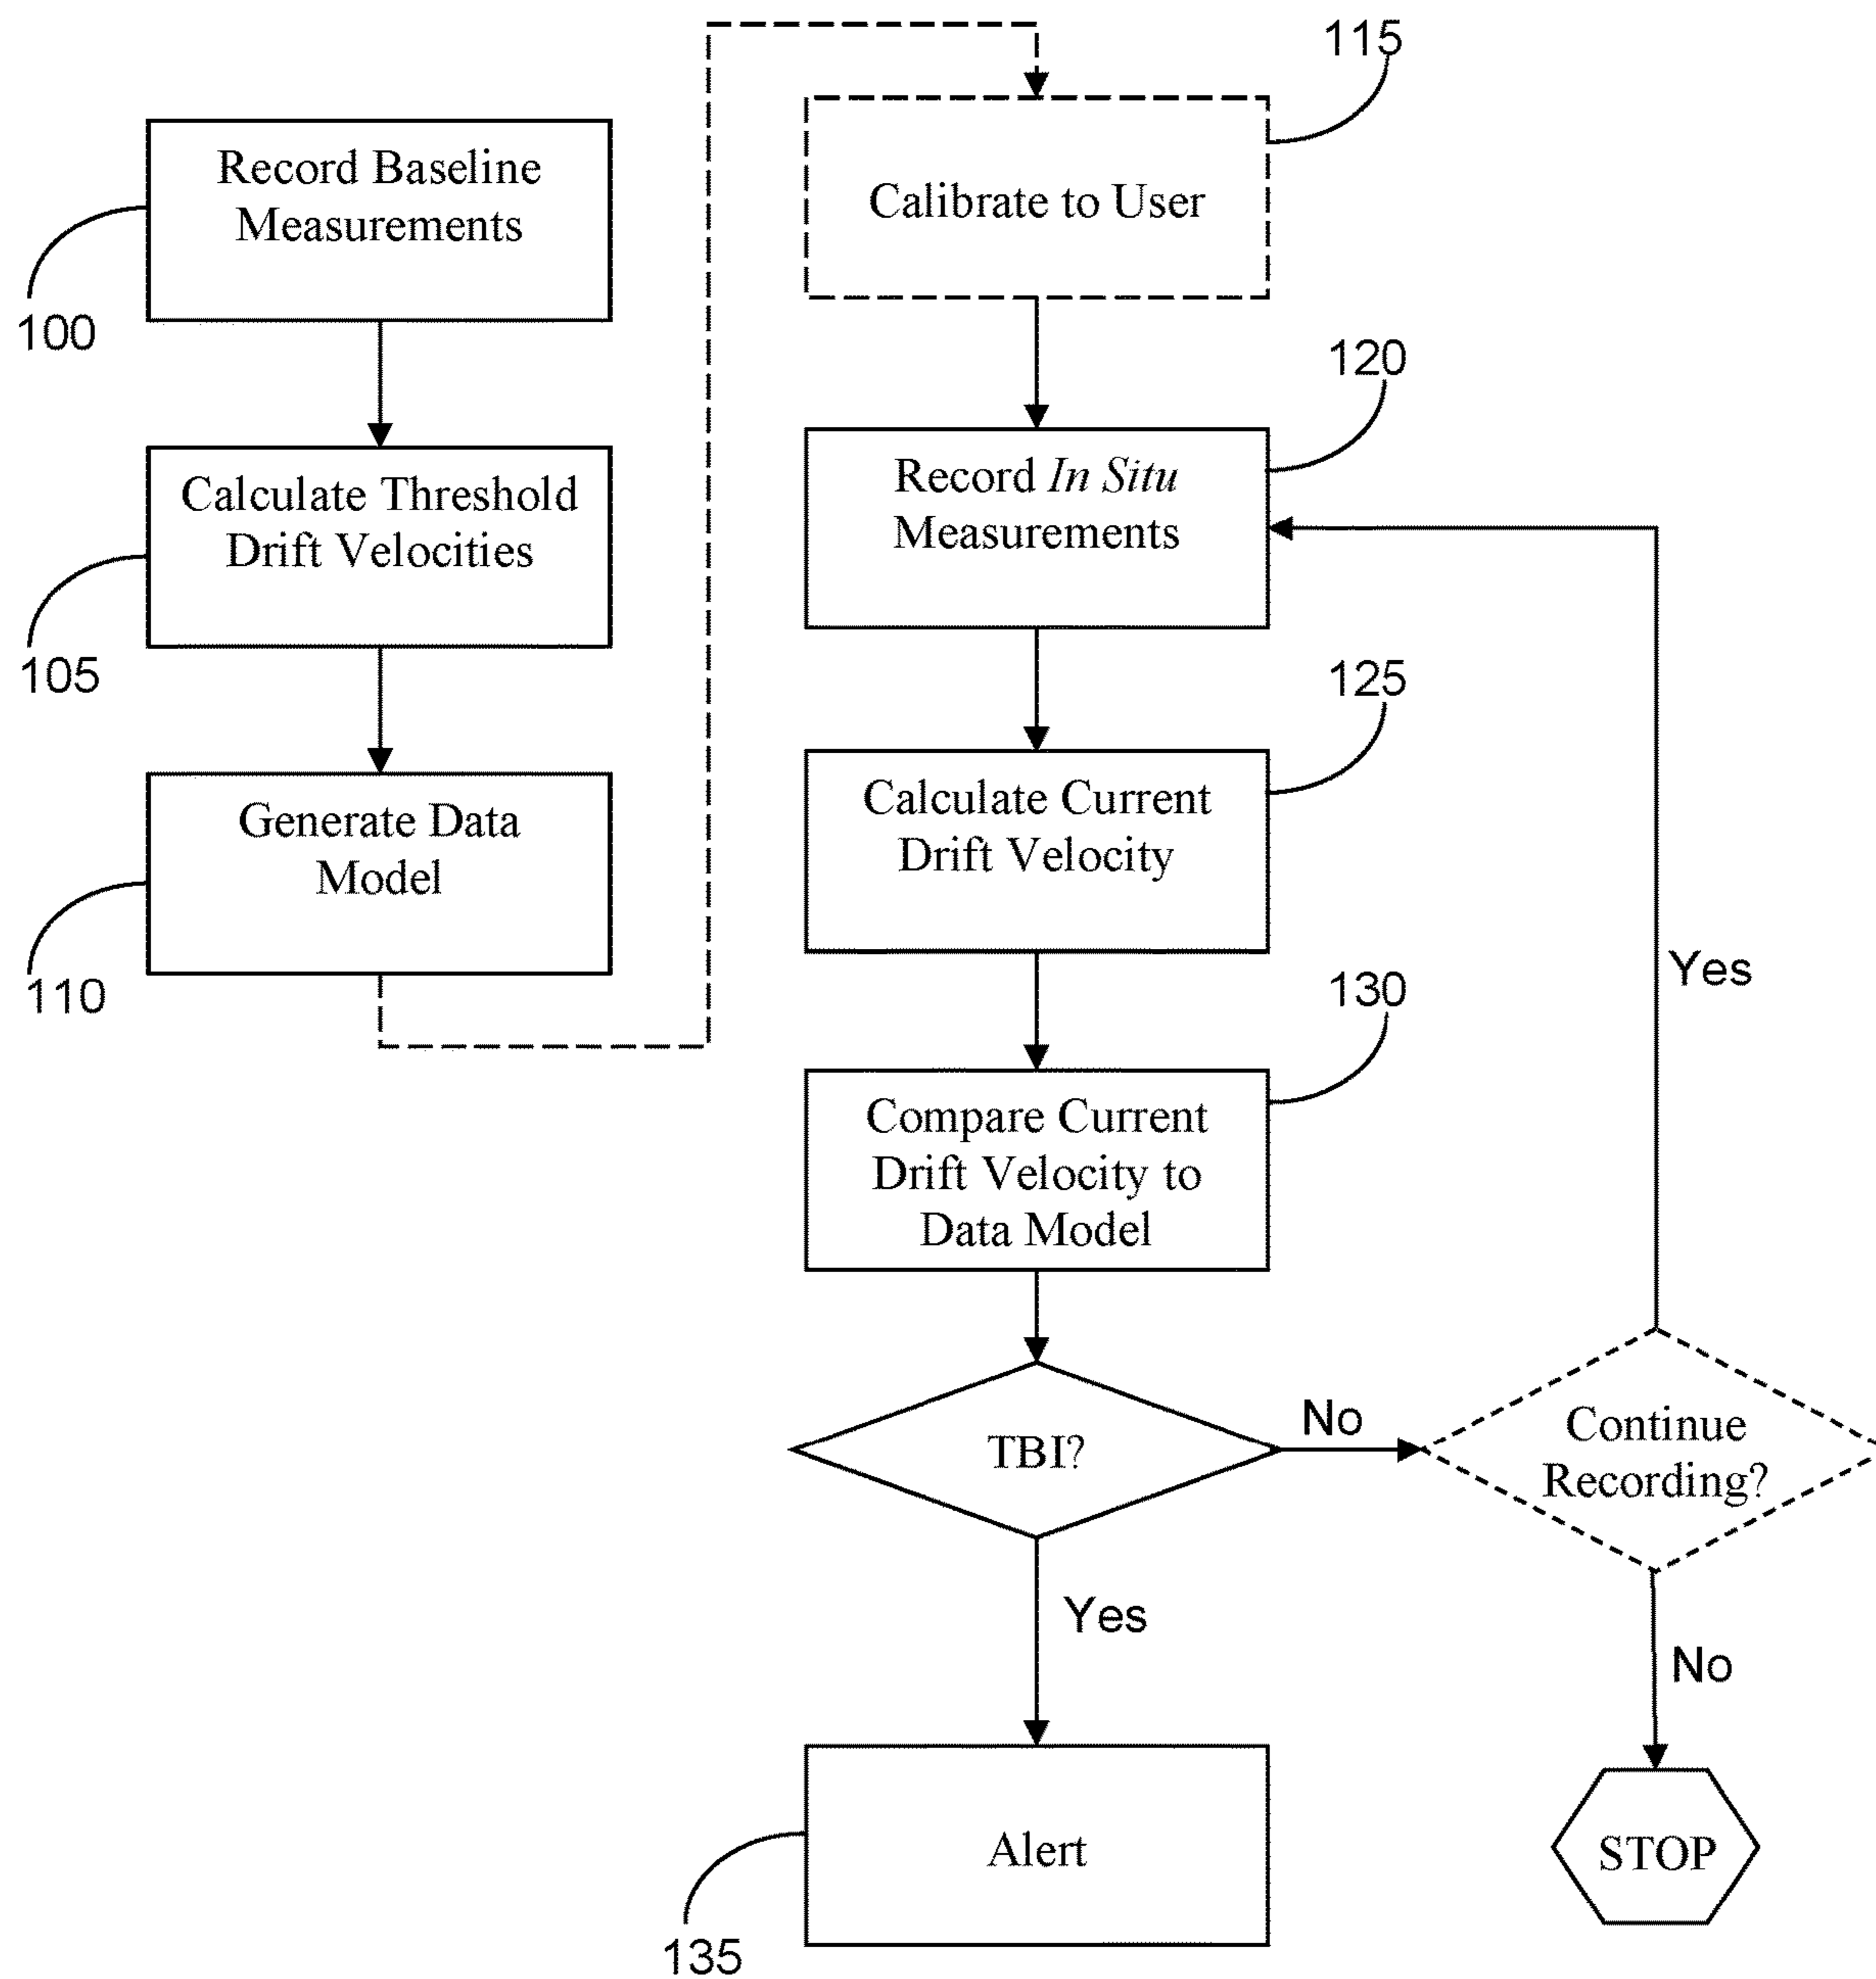 Record Baseline
Measurements
100
Calculate Threshold
Drift Velocities
105
Generate Data
Model
110
115
Calibrate to User
120
Record In Situ
Measurements
125
Calculate Current
Drift Velocity
130
Compare Current
Drift Velocity to
Data Model
TBI?
No
Continue
Recording?
Yes
Yes
No
Alert
135
STOP